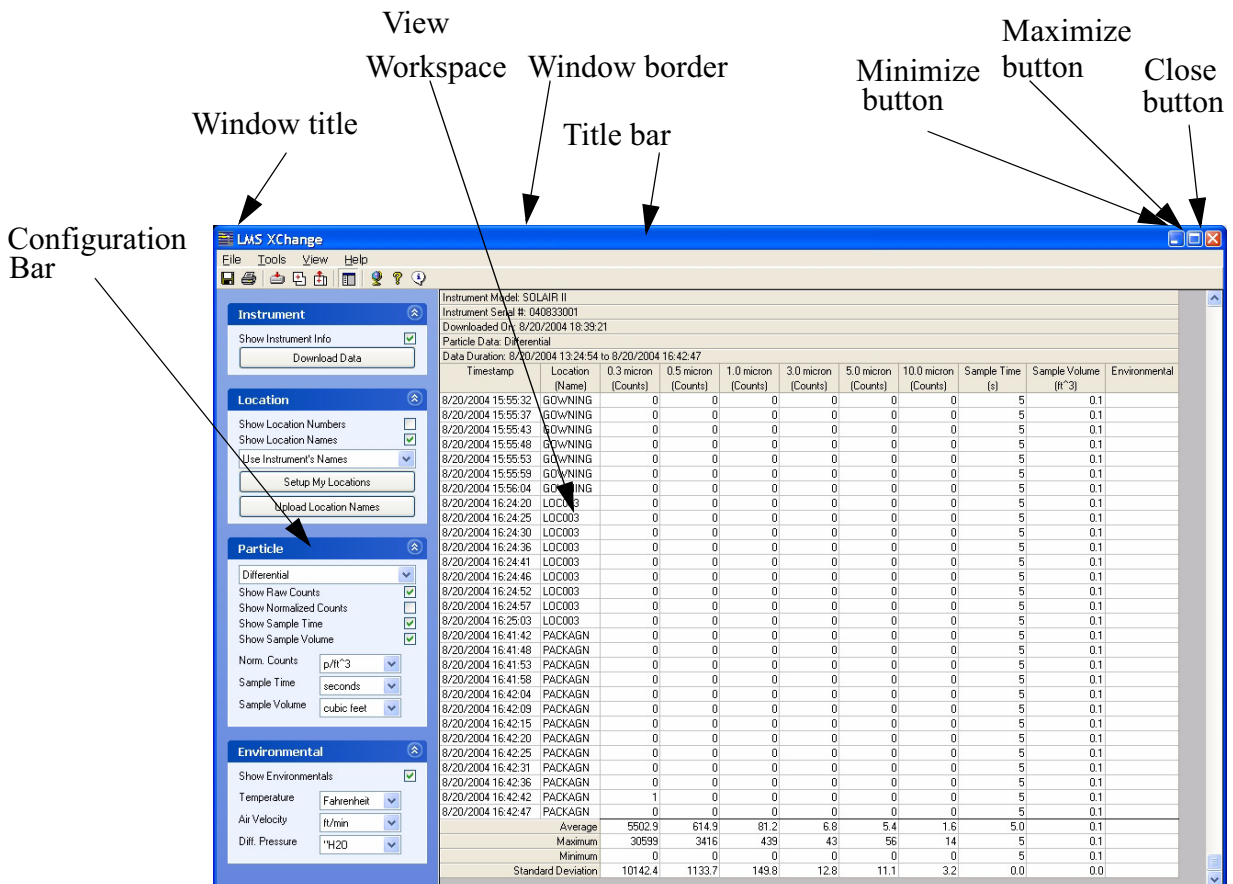 View
Workspace
Window border
Maximize
button
Minimize
button
Close
button
Window title
Title bar
Configuration
Bar
LMS XChange
File Tools View Help
Instrument
Show Instrument Info
Download Data
Location
Show Location Numbers
Show Location Names
Use Instrument's Names
Setup My Locations
Upload Location Names
Particle
Differential
Show Raw Counts
Show Normalized Counts
Show Sample Time
Show Sample Volume
Norm. Counts p/ft^3
Sample Time seconds
Sample Volume cubic feet
Environmental
Show Environmentals
Temperature Fahrenheit
Air Velocity ft/min
Diff. Pressure "H2O
Instrument Model: SOLAIR II
Instrument Serial #: 040833001
Downloaded On: 8/20/2004 18:39:21
Particle Data: Differential
Data Duration: 8/20/2004 13:24:54 to 8/20/2004 16:42:47
Timestamp Location 0.3 micron 0.5 micron 1.0 micron 3.0 micron 5.0 micron 10.0 micron Sample Time Sample Volume Environmental
(Name) (Counts) (Counts) (Counts) (Counts) (Counts) (Counts) (s) (ft^3)
8/20/2004 15:55:32 GOWNING 0 0 0 0 0 0 5 0.1
8/20/2004 15:55:37 GOWNING 0 0 0 0 0 0 5 0.1
8/20/2004 15:55:43 GOWNING 0 0 0 0 0 0 5 0.1
8/20/2004 15:55:48 GOWNING 0 0 0 0 0 0 5 0.1
8/20/2004 15:55:53 GOWNING 0 0 0 0 0 0 5 0.1
8/20/2004 15:55:59 GOWNING 0 0 0 0 0 0 5 0.1
8/20/2004 15:56:04 GOWNING 0 0 0 0 0 0 5 0.1
8/20/2004 16:24:20 LOC003 0 0 0 0 0 0 5 0.1
8/20/2004 16:24:25 LOC003 0 0 0 0 0 0 5 0.1
8/20/2004 16:24:30 LOC003 0 0 0 0 0 0 5 0.1
8/20/2004 16:24:36 LOC003 0 0 0 0 0 0 5 0.1
8/20/2004 16:24:41 LOC003 0 0 0 0 0 0 5 0.1
8/20/2004 16:24:46 LOC003 0 0 0 0 0 0 5 0.1
8/20/2004 16:24:52 LOC003 0 0 0 0 0 0 5 0.1
8/20/2004 16:24:57 LOC003 0 0 0 0 0 0 5 0.1
8/20/2004 16:25:03 LOC003 0 0 0 0 0 0 5 0.1
8/20/2004 16:41:42 PACKAGN 0 0 0 0 0 0 5 0.1
8/20/2004 16:41:48 PACKAGN 0 0 0 0 0 0 5 0.1
8/20/2004 16:41:53 PACKAGN 0 0 0 0 0 0 5 0.1
8/20/2004 16:41:58 PACKAGN 0 0 0 0 0 0 5 0.1
8/20/2004 16:42:04 PACKAGN 0 0 0 0 0 0 5 0.1
8/20/2004 16:42:09 PACKAGN 0 0 0 0 0 0 5 0.1
8/20/2004 16:42:15 PACKAGN 0 0 0 0 0 0 5 0.1
8/20/2004 16:42:20 PACKAGN 0 0 0 0 0 0 5 0.1
8/20/2004 16:42:25 PACKAGN 0 0 0 0 0 0 5 0.1
8/20/2004 16:42:31 PACKAGN 0 0 0 0 0 0 5 0.1
8/20/2004 16:42:36 PACKAGN 0 0 0 0 0 0 5 0.1
8/20/2004 16:42:42 PACKAGN 1 0 0 0 0 0 5 0.1
8/20/2004 16:42:47 PACKAGN 0 0 0 0 0 0 5 0.1
Average 5502.9 614.9 81.2 6.8 5.4 1.6 5.0 0.1
Maximum 30599 3416 439 43 56 14 5 0.1
Minimum 0 0 0 0 0 0 5 0.1
Standard Deviation 10142.4 1133.7 149.8 12.8 11.1 3.2 0.0 0.0